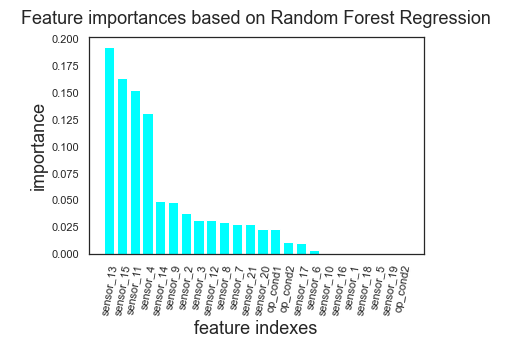 Feature importances based on Random Forest Regression
0.200
0.175
0.150
0.125
0.100
0.075
0.050
0.025
0.000
importance
sensor_13
sensor_15
sensor_11
sensor_4
sensor_14
sensor_9
sensor_2
sensor_3
sensor_12
sensor_8
sensor_7
sensor_21
sensor_20
op_cond1
op_cond2
sensor_17
sensor_6
sensor_10
sensor_16
sensor_1
sensor_18
sensor_5
sensor_19
op_cond2
feature indexes